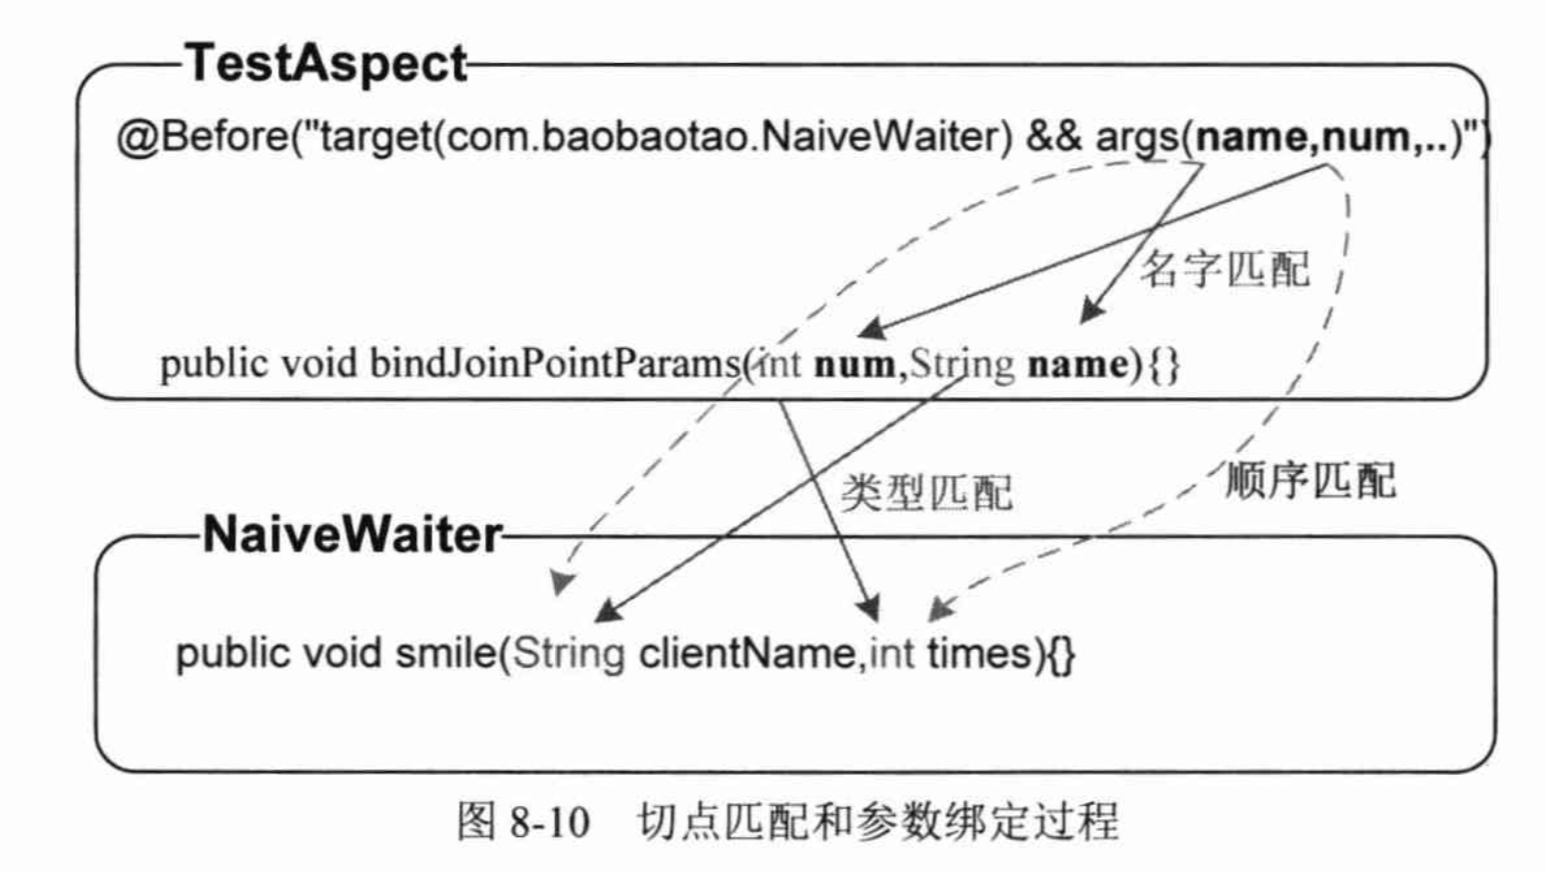 TestAspect
@Before("target(com.baobaotao.NaiveWaiter) && args(name,num,..)")
名字匹配
public void bindJoinPointParams(int num,String name){}
类型匹配
顺序匹配
NaiveWaiter
public void smile(String clientName,int times){}
图 8-10 切点匹配和参数绑定过程